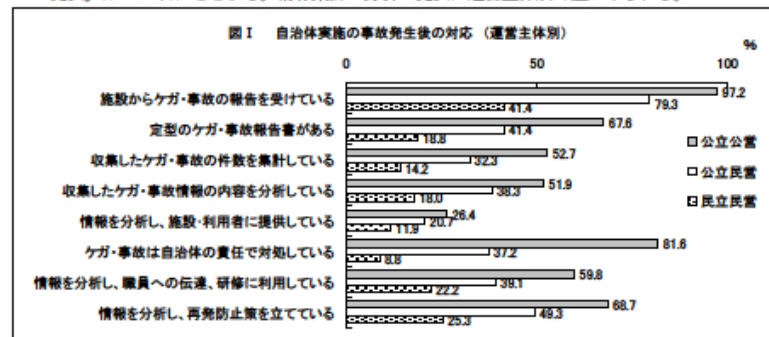 図Ⅰ 自治体実施の事故発生後の対応 （運営主体別）
%
0 50 100
施設からケガ・事故の報告を受けている 97.2
79.3
41.4
定型のケガ・事故報告書がある 67.6
41.4
18.8
収集したケガ・事故の件数を集計している 52.7
32.3
14.2
収集したケガ・事故情報の内容を分析している 51.9
38.3
18.0
情報を分析し、施設・利用者に提供している 26.4
20.7
11.9
ケガ・事故は自治体の責任で対処している 81.6
37.2
8.8
情報を分析し、職員への伝達、研修に利用している 59.8
39.1
22.2
情報を分析し、再発防止策を立てている 68.7
49.3
25.3
公立公営
公立民営
民立民営